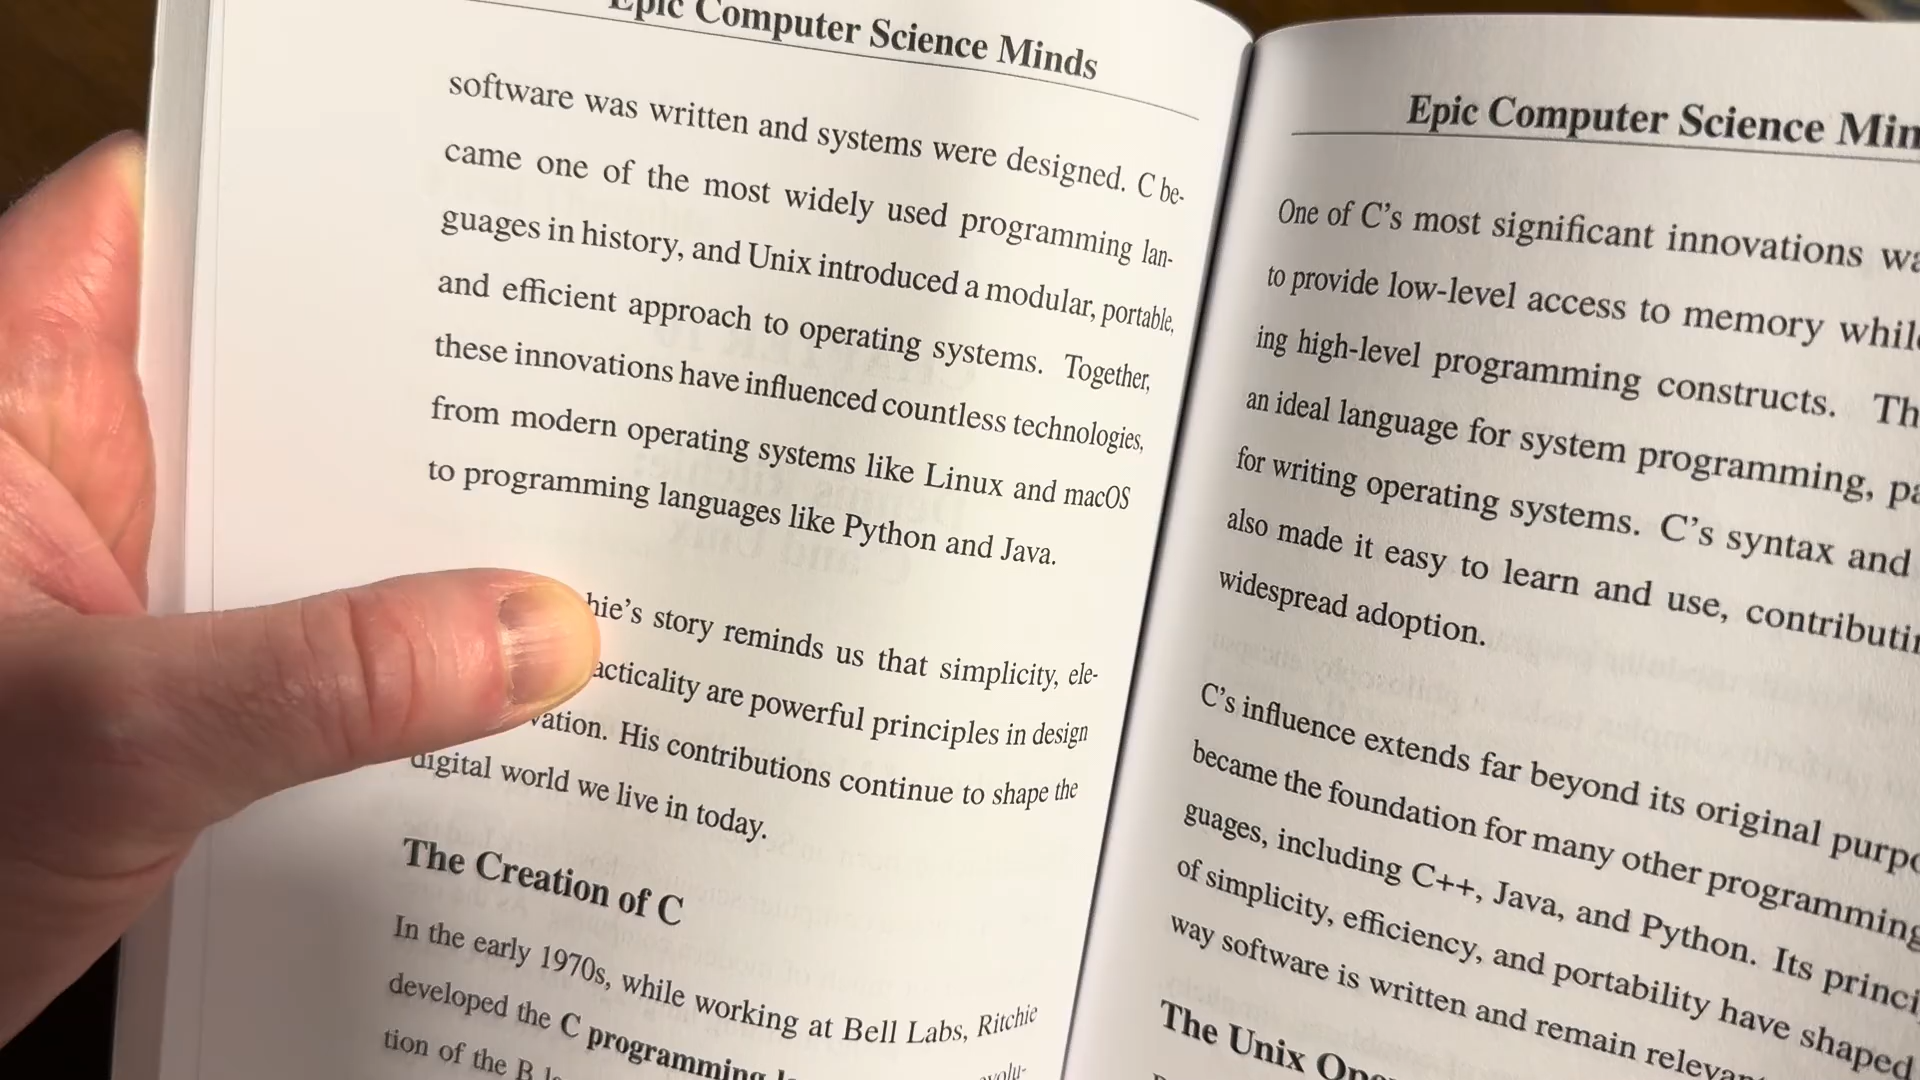 Epic Computer Science Minds
software was written and systems were designed. C be-
came one of the most widely used programming lan-
guages in history, and Unix introduced a modular, portable,
and efficient approach to operating systems. Together,
these innovations have influenced countless technologies,
from modern operating systems like Linux and macOS
to programming languages like Python and Java.
hie's story reminds us that simplicity, ele-
acticality are powerful principles in design
vation. His contributions continue to shape the
digital world we live in today.
The Creation of C
In the early 1970s, while working at Bell Labs, Ritchie
developed the C programming
tion of the B
Epic Computer Science Min
One of C's most significant innovations wa
to provide low-level access to memory whil
ing high-level programming constructs. Th
an ideal language for system programming, pa
for writing operating systems. C's syntax and
also made it easy to learn and use, contributin
widespread adoption.
C's influence extends far beyond its original purpo
became the foundation for many other programming
guages, including C++, Java, and Python. Its princi
of simplicity, efficiency, and portability have shaped
way software is written and remain relevan
The Unix Ope